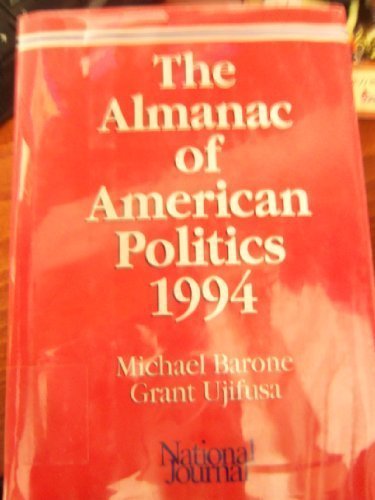 The
Almanac
of
American
Politics
1994
Michael Barone
Grant Ujifusa
National
Journal